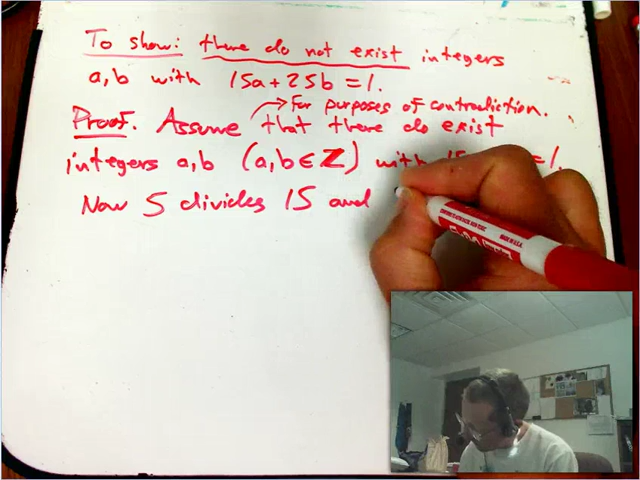 To show: there do not exist integers
a, b with 15a + 25b = 1.
For purposes of contradiction.
Proof. Assume that there do exist
integers a, b (a, b ∈ Z) with = 1.
Now 5 divides 15 and